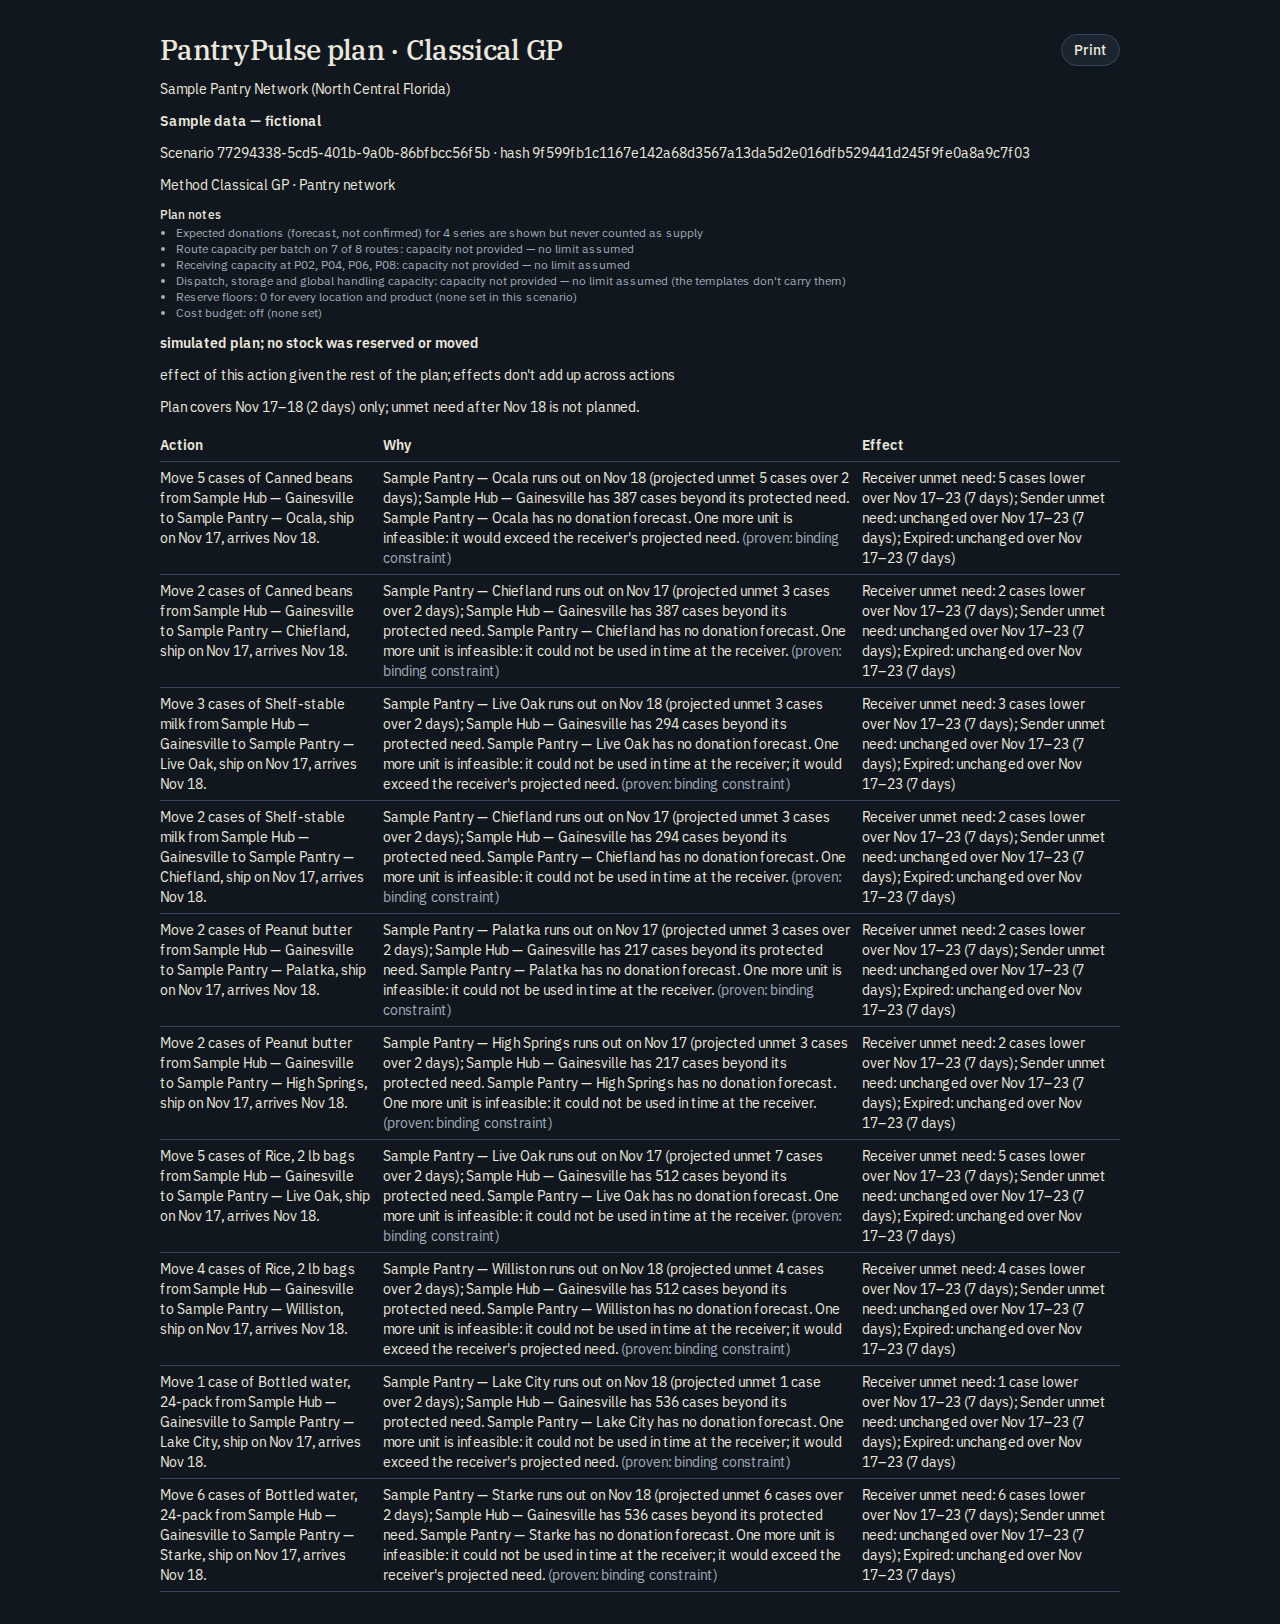 PantryPulse plan · Classical GP
Print
Sample Pantry Network (North Central Florida)
Sample data — fictional
Scenario 77294338-5cd5-401b-9a0b-86bfbcc56f5b · hash 9f599fb1c1167e142a68d3567a13da5d2e016dfb529441d245f9fe0a8a9c7f03
Method Classical GP · Pantry network
Plan notes
• Expected donations (forecast, not confirmed) for 4 series are shown but never counted as supply
• Route capacity per batch on 7 of 8 routes: capacity not provided — no limit assumed
• Receiving capacity at P02, P04, P06, P08: capacity not provided — no limit assumed
• Dispatch, storage and global handling capacity: capacity not provided — no limit assumed (the templates don't carry them)
• Reserve floors: 0 for every location and product (none set in this scenario)
• Cost budget: off (none set)
simulated plan; no stock was reserved or moved
effect of this action given the rest of the plan; effects don't add up across actions
Plan covers Nov 17–18 (2 days) only; unmet need after Nov 18 is not planned.
Action
Why
Effect
Move 5 cases of Canned beans
from Sample Hub — Gainesville
to Sample Pantry — Ocala, ship
on Nov 17, arrives Nov 18.
Sample Pantry — Ocala runs out on Nov 18 (projected unmet 5 cases over 2
days); Sample Hub — Gainesville has 387 cases beyond its protected need.
Sample Pantry — Ocala has no donation forecast. One more unit is
infeasible: it would exceed the receiver's projected need. (proven: binding
constraint)
Receiver unmet need: 5 cases lower
over Nov 17–23 (7 days); Sender unmet
need: unchanged over Nov 17–23 (7
days); Expired: unchanged over Nov
17–23 (7 days)
Move 2 cases of Canned beans
from Sample Hub — Gainesville
to Sample Pantry — Chiefland,
ship on Nov 17, arrives Nov 18.
Sample Pantry — Chiefland runs out on Nov 17 (projected unmet 3 cases
over 2 days); Sample Hub — Gainesville has 387 cases beyond its
protected need. Sample Pantry — Chiefland has no donation forecast. One
more unit is infeasible: it could not be used in time at the receiver. (proven:
binding constraint)
Receiver unmet need: 2 cases lower
over Nov 17–23 (7 days); Sender unmet
need: unchanged over Nov 17–23 (7
days); Expired: unchanged over Nov
17–23 (7 days)
Move 3 cases of Shelf-stable
milk from Sample Hub —
Gainesville to Sample Pantry —
Live Oak, ship on Nov 17, arrives
Nov 18.
Sample Pantry — Live Oak runs out on Nov 18 (projected unmet 3 cases
over 2 days); Sample Hub — Gainesville has 294 cases beyond its
protected need. Sample Pantry — Live Oak has no donation forecast. One
more unit is infeasible: it could not be used in time at the receiver; it would
exceed the receiver's projected need. (proven: binding constraint)
Receiver unmet need: 3 cases lower
over Nov 17–23 (7 days); Sender unmet
need: unchanged over Nov 17–23 (7
days); Expired: unchanged over Nov
17–23 (7 days)
Move 2 cases of Shelf-stable
milk from Sample Hub —
Gainesville to Sample Pantry —
Chiefland, ship on Nov 17, arrives
Nov 18.
Sample Pantry — Chiefland runs out on Nov 17 (projected unmet 3 cases
over 2 days); Sample Hub — Gainesville has 294 cases beyond its
protected need. Sample Pantry — Chiefland has no donation forecast. One
more unit is infeasible: it could not be used in time at the receiver. (proven:
binding constraint)
Receiver unmet need: 2 cases lower
over Nov 17–23 (7 days); Sender unmet
need: unchanged over Nov 17–23 (7
days); Expired: unchanged over Nov
17–23 (7 days)
Move 2 cases of Peanut butter
from Sample Hub — Gainesville
to Sample Pantry — Palatka, ship
on Nov 17, arrives Nov 18.
Sample Pantry — Palatka runs out on Nov 17 (projected unmet 3 cases over
2 days); Sample Hub — Gainesville has 217 cases beyond its protected
need. Sample Pantry — Palatka has no donation forecast. One more unit is
infeasible: it could not be used in time at the receiver. (proven: binding
constraint)
Receiver unmet need: 2 cases lower
over Nov 17–23 (7 days); Sender unmet
need: unchanged over Nov 17–23 (7
days); Expired: unchanged over Nov
17–23 (7 days)
Move 2 cases of Peanut butter
from Sample Hub — Gainesville
to Sample Pantry — High Springs,
ship on Nov 17, arrives Nov 18.
Sample Pantry — High Springs runs out on Nov 17 (projected unmet 3 cases
over 2 days); Sample Hub — Gainesville has 217 cases beyond its
protected need. Sample Pantry — High Springs has no donation forecast.
One more unit is infeasible: it could not be used in time at the receiver.
(proven: binding constraint)
Receiver unmet need: 2 cases lower
over Nov 17–23 (7 days); Sender unmet
need: unchanged over Nov 17–23 (7
days); Expired: unchanged over Nov
17–23 (7 days)
Move 5 cases of Rice, 2 lb bags
from Sample Hub — Gainesville
to Sample Pantry — Live Oak, ship
on Nov 17, arrives Nov 18.
Sample Pantry — Live Oak runs out on Nov 17 (projected unmet 7 cases
over 2 days); Sample Hub — Gainesville has 512 cases beyond its
protected need. Sample Pantry — Live Oak has no donation forecast. One
more unit is infeasible: it could not be used in time at the receiver. (proven:
binding constraint)
Receiver unmet need: 5 cases lower
over Nov 17–23 (7 days); Sender unmet
need: unchanged over Nov 17–23 (7
days); Expired: unchanged over Nov
17–23 (7 days)
Move 4 cases of Rice, 2 lb bags
from Sample Hub — Gainesville
to Sample Pantry — Williston,
ship on Nov 17, arrives Nov 18.
Sample Pantry — Williston runs out on Nov 18 (projected unmet 4 cases
over 2 days); Sample Hub — Gainesville has 512 cases beyond its
protected need. Sample Pantry — Williston has no donation forecast. One
more unit is infeasible: it could not be used in time at the receiver; it would
exceed the receiver's projected need. (proven: binding constraint)
Receiver unmet need: 4 cases lower
over Nov 17–23 (7 days); Sender unmet
need: unchanged over Nov 17–23 (7
days); Expired: unchanged over Nov
17–23 (7 days)
Move 1 case of Bottled water,
24-pack from Sample Hub —
Gainesville to Sample Pantry —
Lake City, ship on Nov 17, arrives
Nov 18.
Sample Pantry — Lake City runs out on Nov 18 (projected unmet 1 case
over 2 days); Sample Hub — Gainesville has 536 cases beyond its
protected need. Sample Pantry — Lake City has no donation forecast. One
more unit is infeasible: it could not be used in time at the receiver; it would
exceed the receiver's projected need. (proven: binding constraint)
Receiver unmet need: 1 case lower
over Nov 17–23 (7 days); Sender unmet
need: unchanged over Nov 17–23 (7
days); Expired: unchanged over Nov
17–23 (7 days)
Move 6 cases of Bottled water,
24-pack from Sample Hub —
Gainesville to Sample Pantry —
Starke, ship on Nov 17, arrives
Nov 18.
Sample Pantry — Starke runs out on Nov 18 (projected unmet 6 cases over
2 days); Sample Hub — Gainesville has 536 cases beyond its protected
need. Sample Pantry — Starke has no donation forecast. One more unit is
infeasible: it could not be used in time at the receiver; it would exceed the
receiver's projected need. (proven: binding constraint)
Receiver unmet need: 6 cases lower
over Nov 17–23 (7 days); Sender unmet
need: unchanged over Nov 17–23 (7
days); Expired: unchanged over Nov
17–23 (7 days)